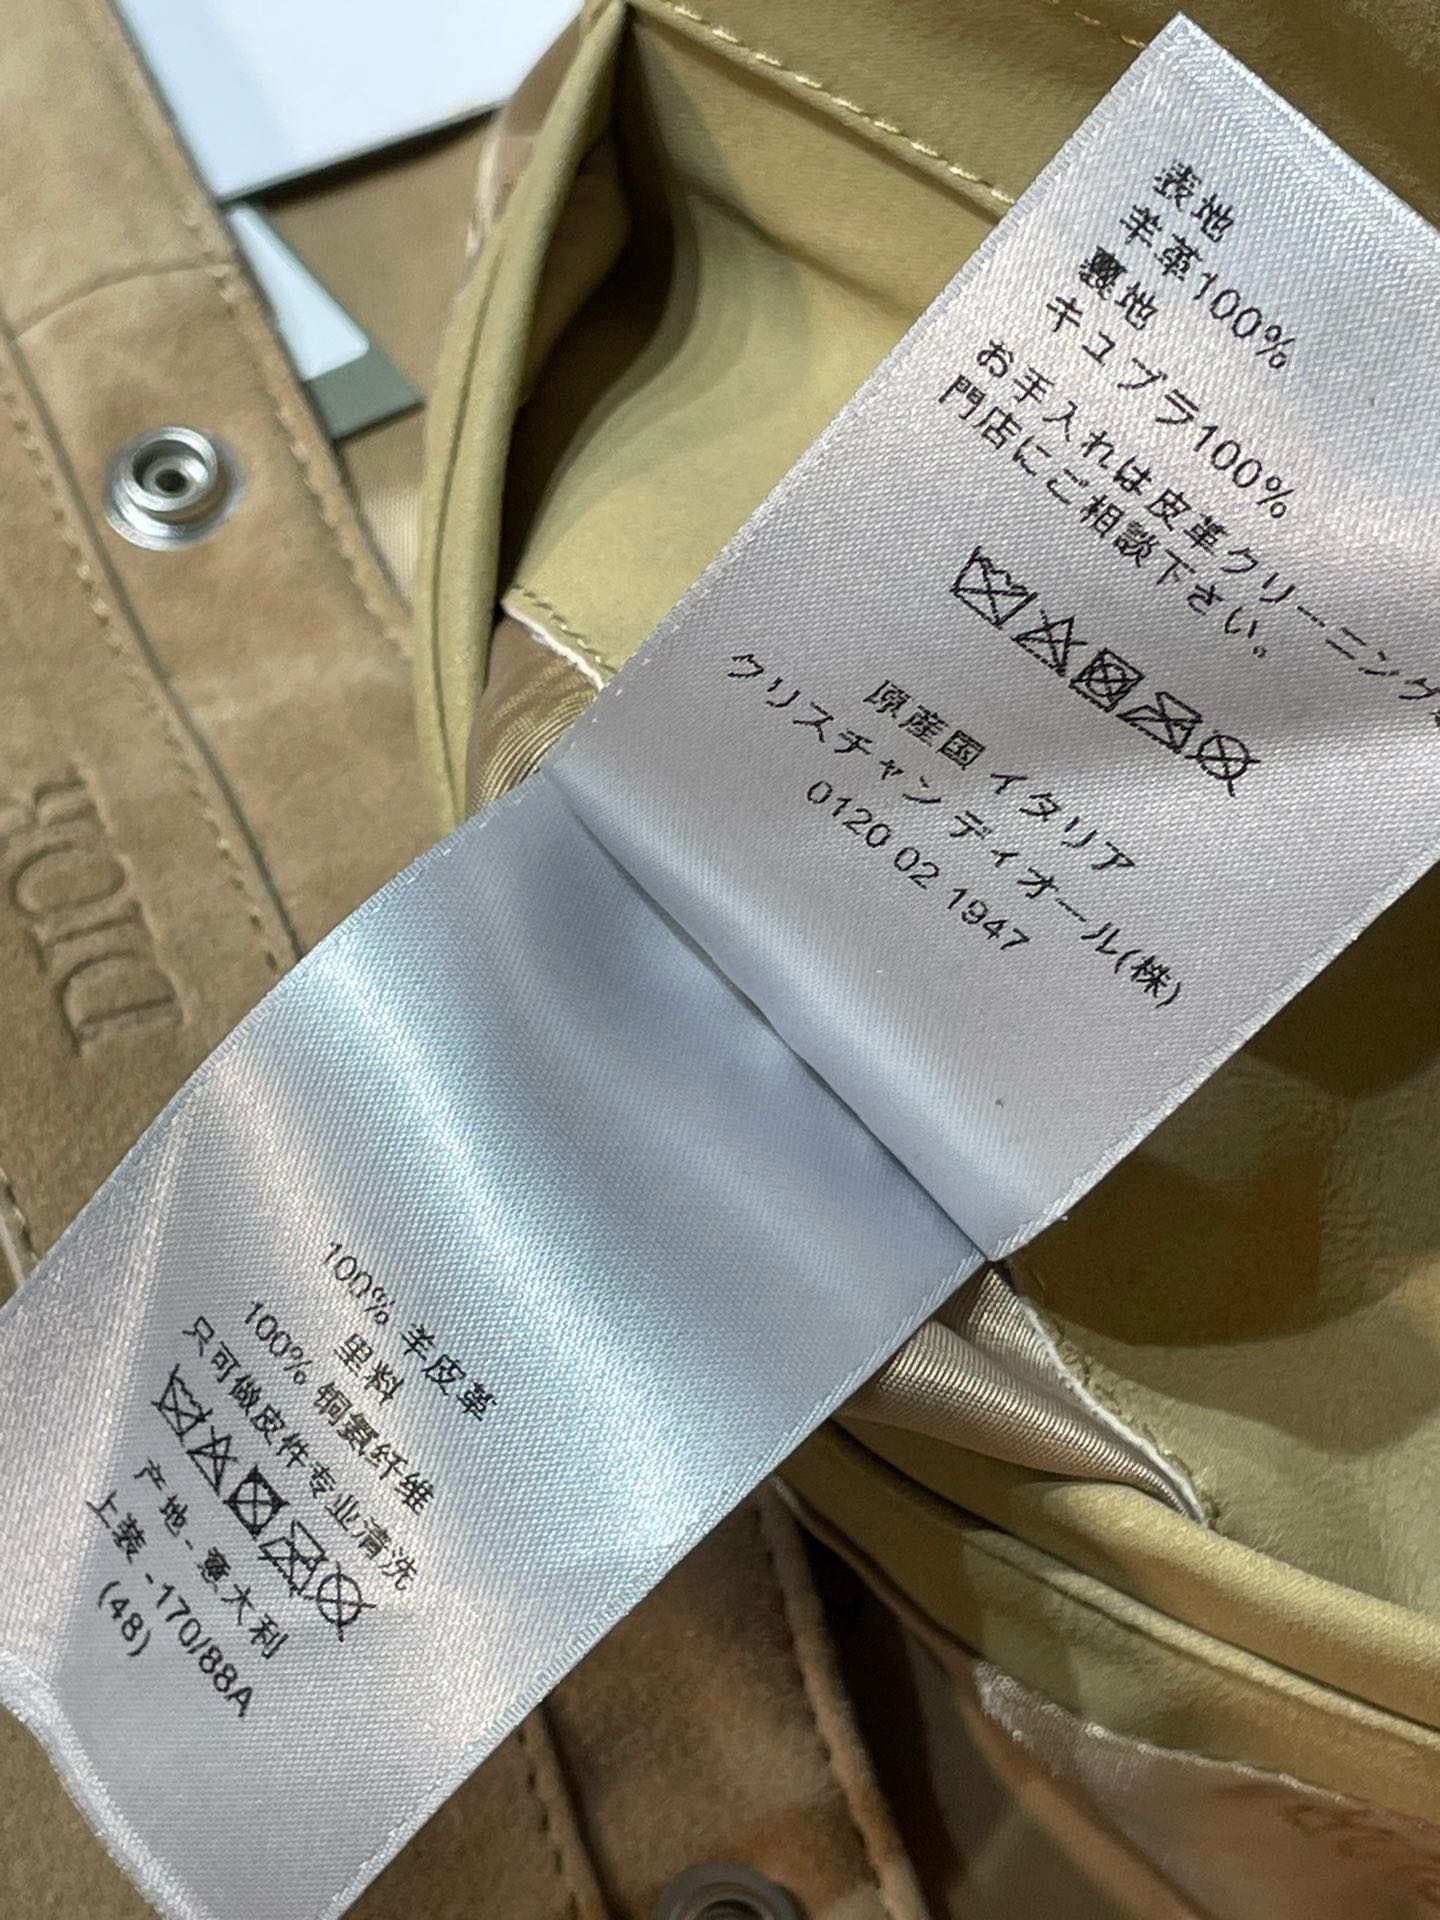 表地
羊革100%
裏地
キュプラ100%
お手入れは皮革クリーニング専
門店にご相談下さい。
原産国 イタリア
クリスチャン ディオール(株)
0120 02 1947
100% 羊皮革
里料
100% 铜氨纤维
只可做皮件专业清洗
产地 - 意大利
上装 -170/88A
(48)
DIOR